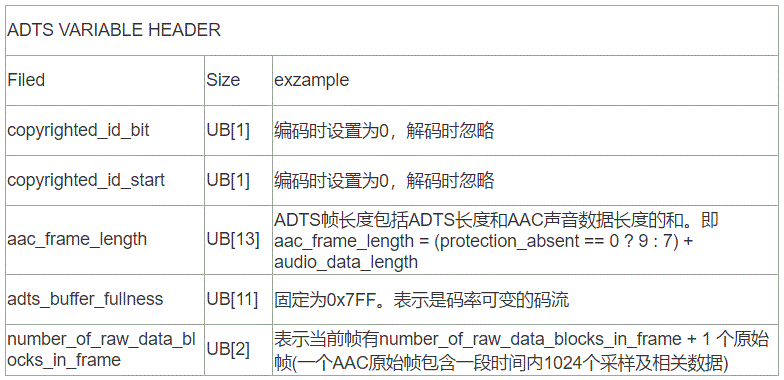 ADTS VARIABLE HEADER
Filed Size exzample
copyrighted_id_bit UB[1] 编码时设置为0，解码时忽略
copyrighted_id_start UB[1] 编码时设置为0，解码时忽略
aac_frame_length UB[13] ADTS帧长度包括ADTS长度和AAC声音数据长度的和。即
aac_frame_length = (protection_absent == 0 ? 9 : 7) +
audio_data_length
adts_buffer_fullness UB[11] 固定为0x7FF。表示是码率可变的码流
number_of_raw_data_bl
ocks_in_frame UB[2] 表示当前帧有number_of_raw_data_blocks_in_frame + 1 个原始
帧(一个AAC原始帧包含一段时间内1024个采样及相关数据)